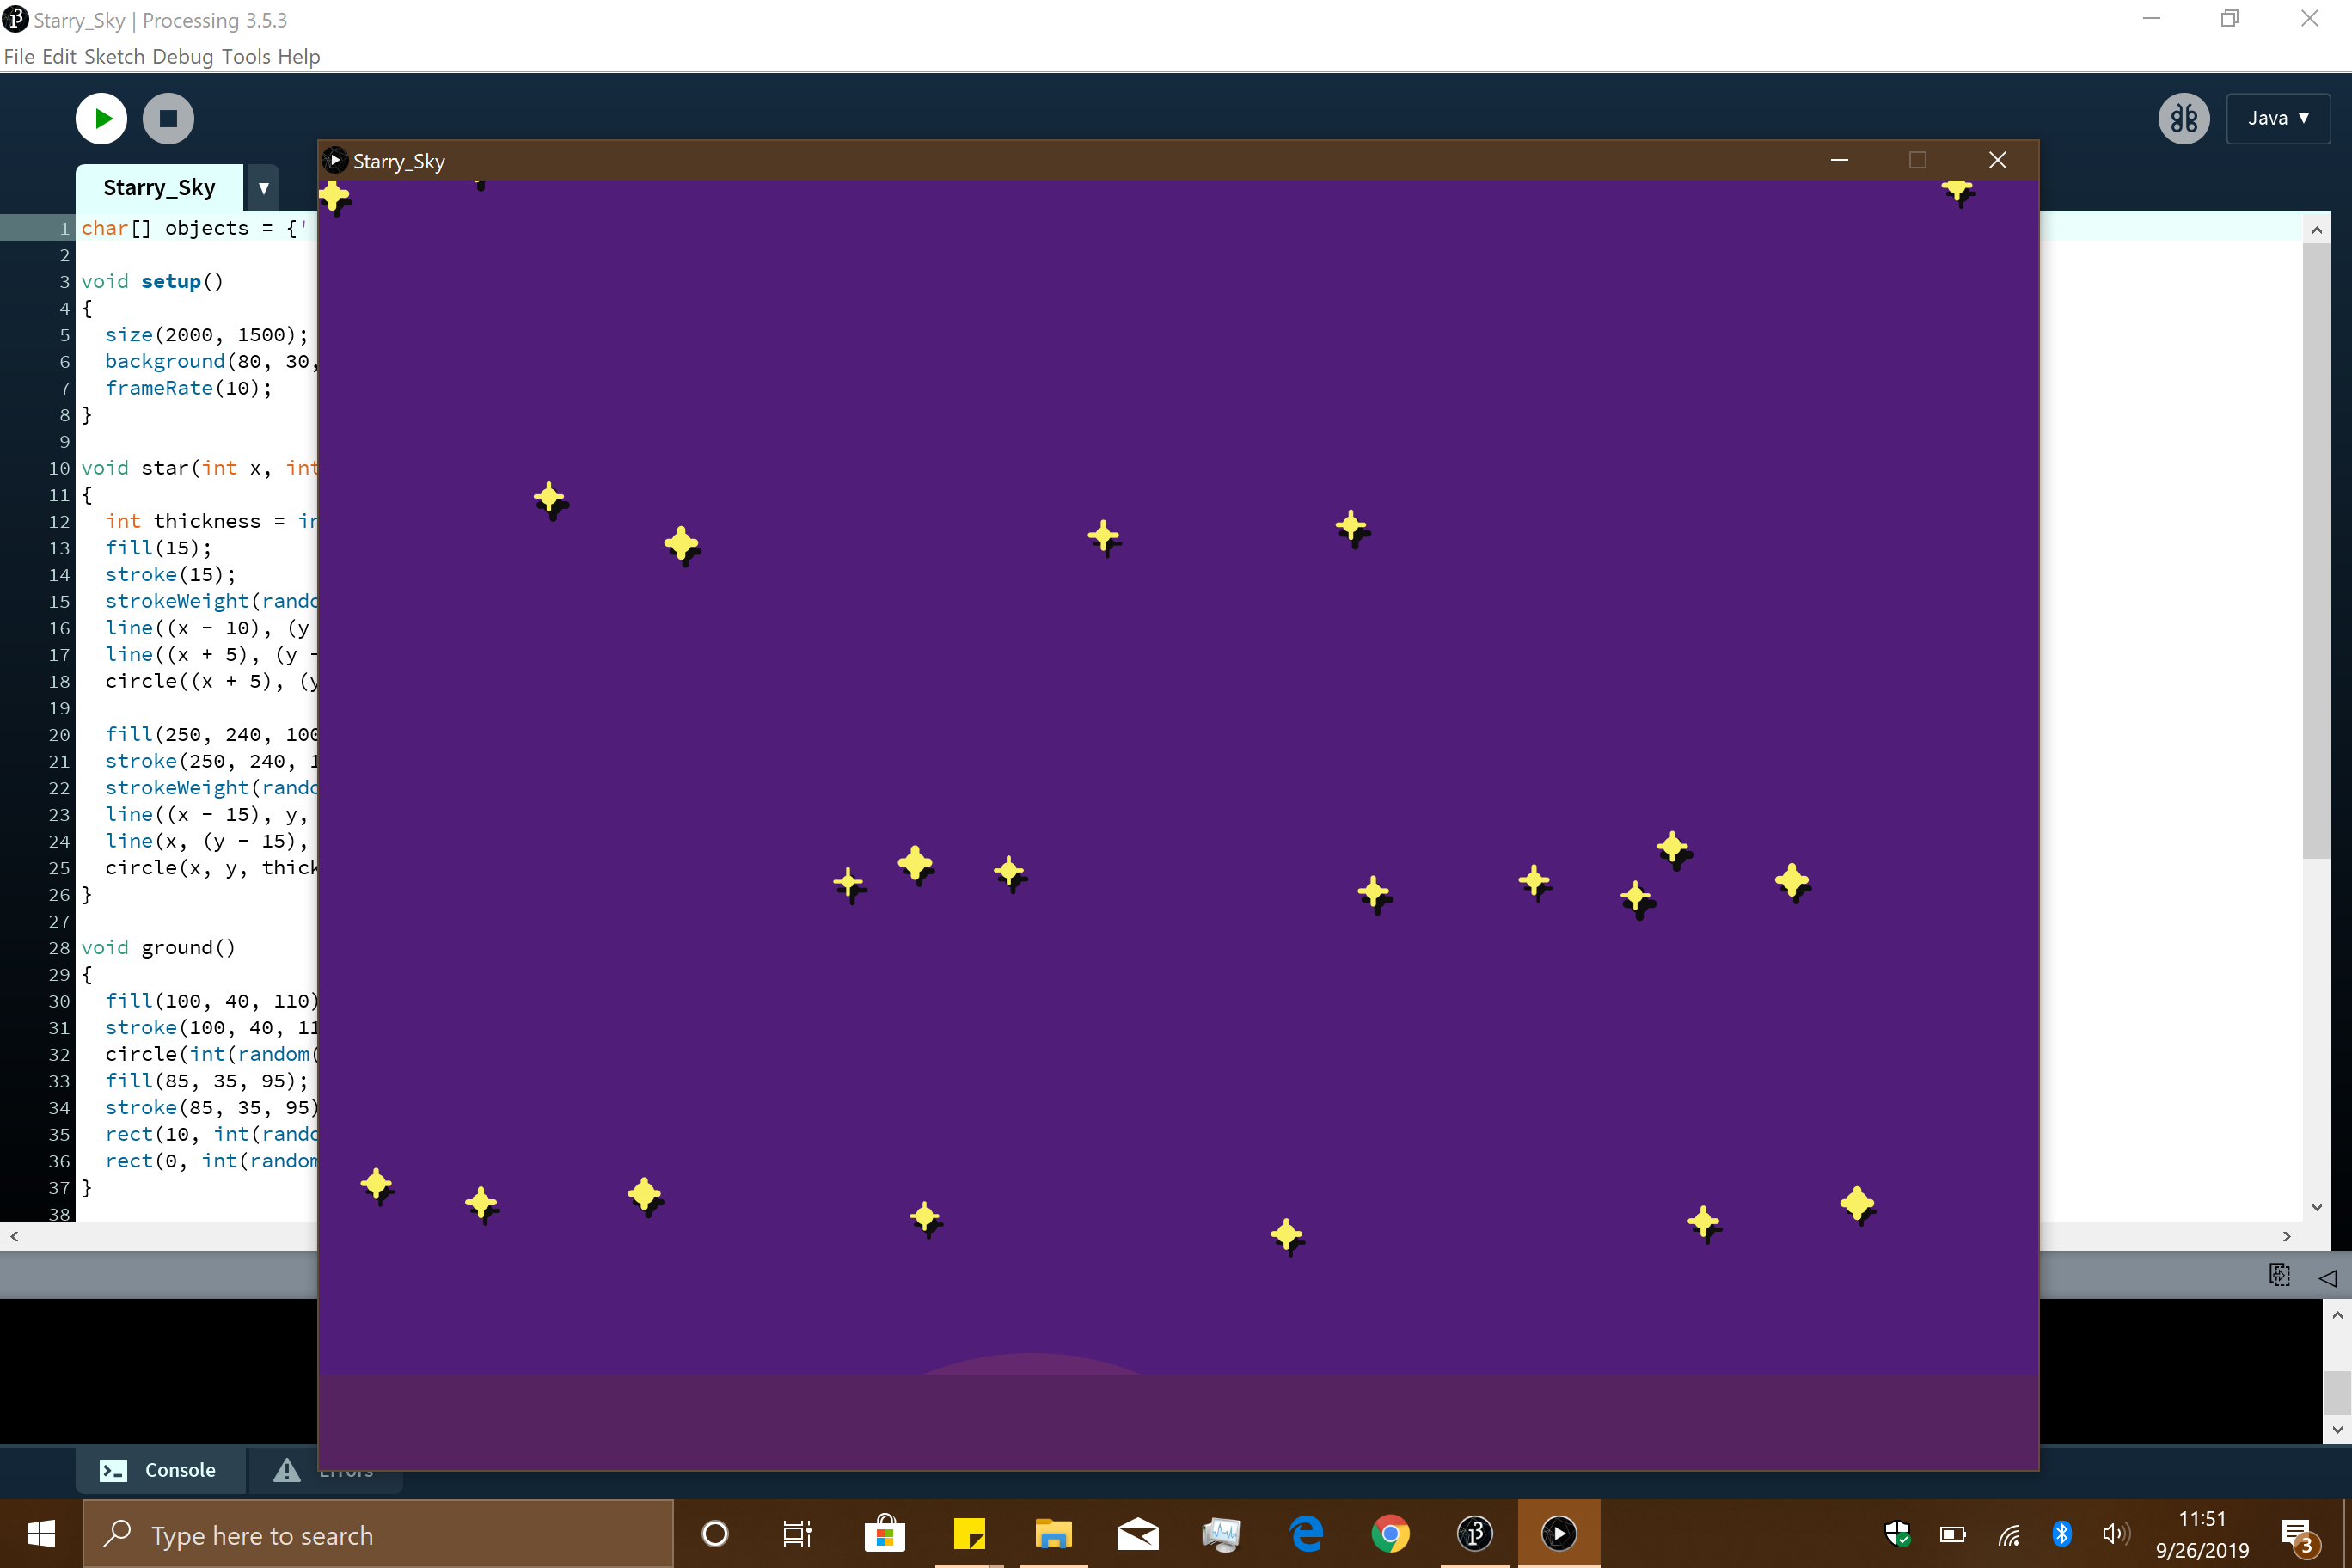 Starry_Sky | Processing 3.5.3
File Edit Sketch Debug Tools Help
Java ▼
Starry_Sky ▼
Starry_Sky
1 char[] objects = {'
2
3 void setup()
4 {
5 size(2000, 1500);
6 background(80, 30,
7 frameRate(10);
8 }
9
10 void star(int x, int
11 {
12 int thickness = in
13 fill(15);
14 stroke(15);
15 strokeWeight(rando
16 line((x - 10), (y
17 line((x + 5), (y -
18 circle((x + 5), (y
19
20 fill(250, 240, 100
21 stroke(250, 240, 1
22 strokeWeight(rando
23 line((x - 15), y,
24 line(x, (y - 15),
25 circle(x, y, thick
26 }
27
28 void ground()
29 {
30 fill(100, 40, 110)
31 stroke(100, 40, 11
32 circle(int(random(
33 fill(85, 35, 95);
34 stroke(85, 35, 95)
35 rect(10, int(rando
36 rect(0, int(random
37 }
38
Console Errors
Type here to search
11:51
9/26/2019
3